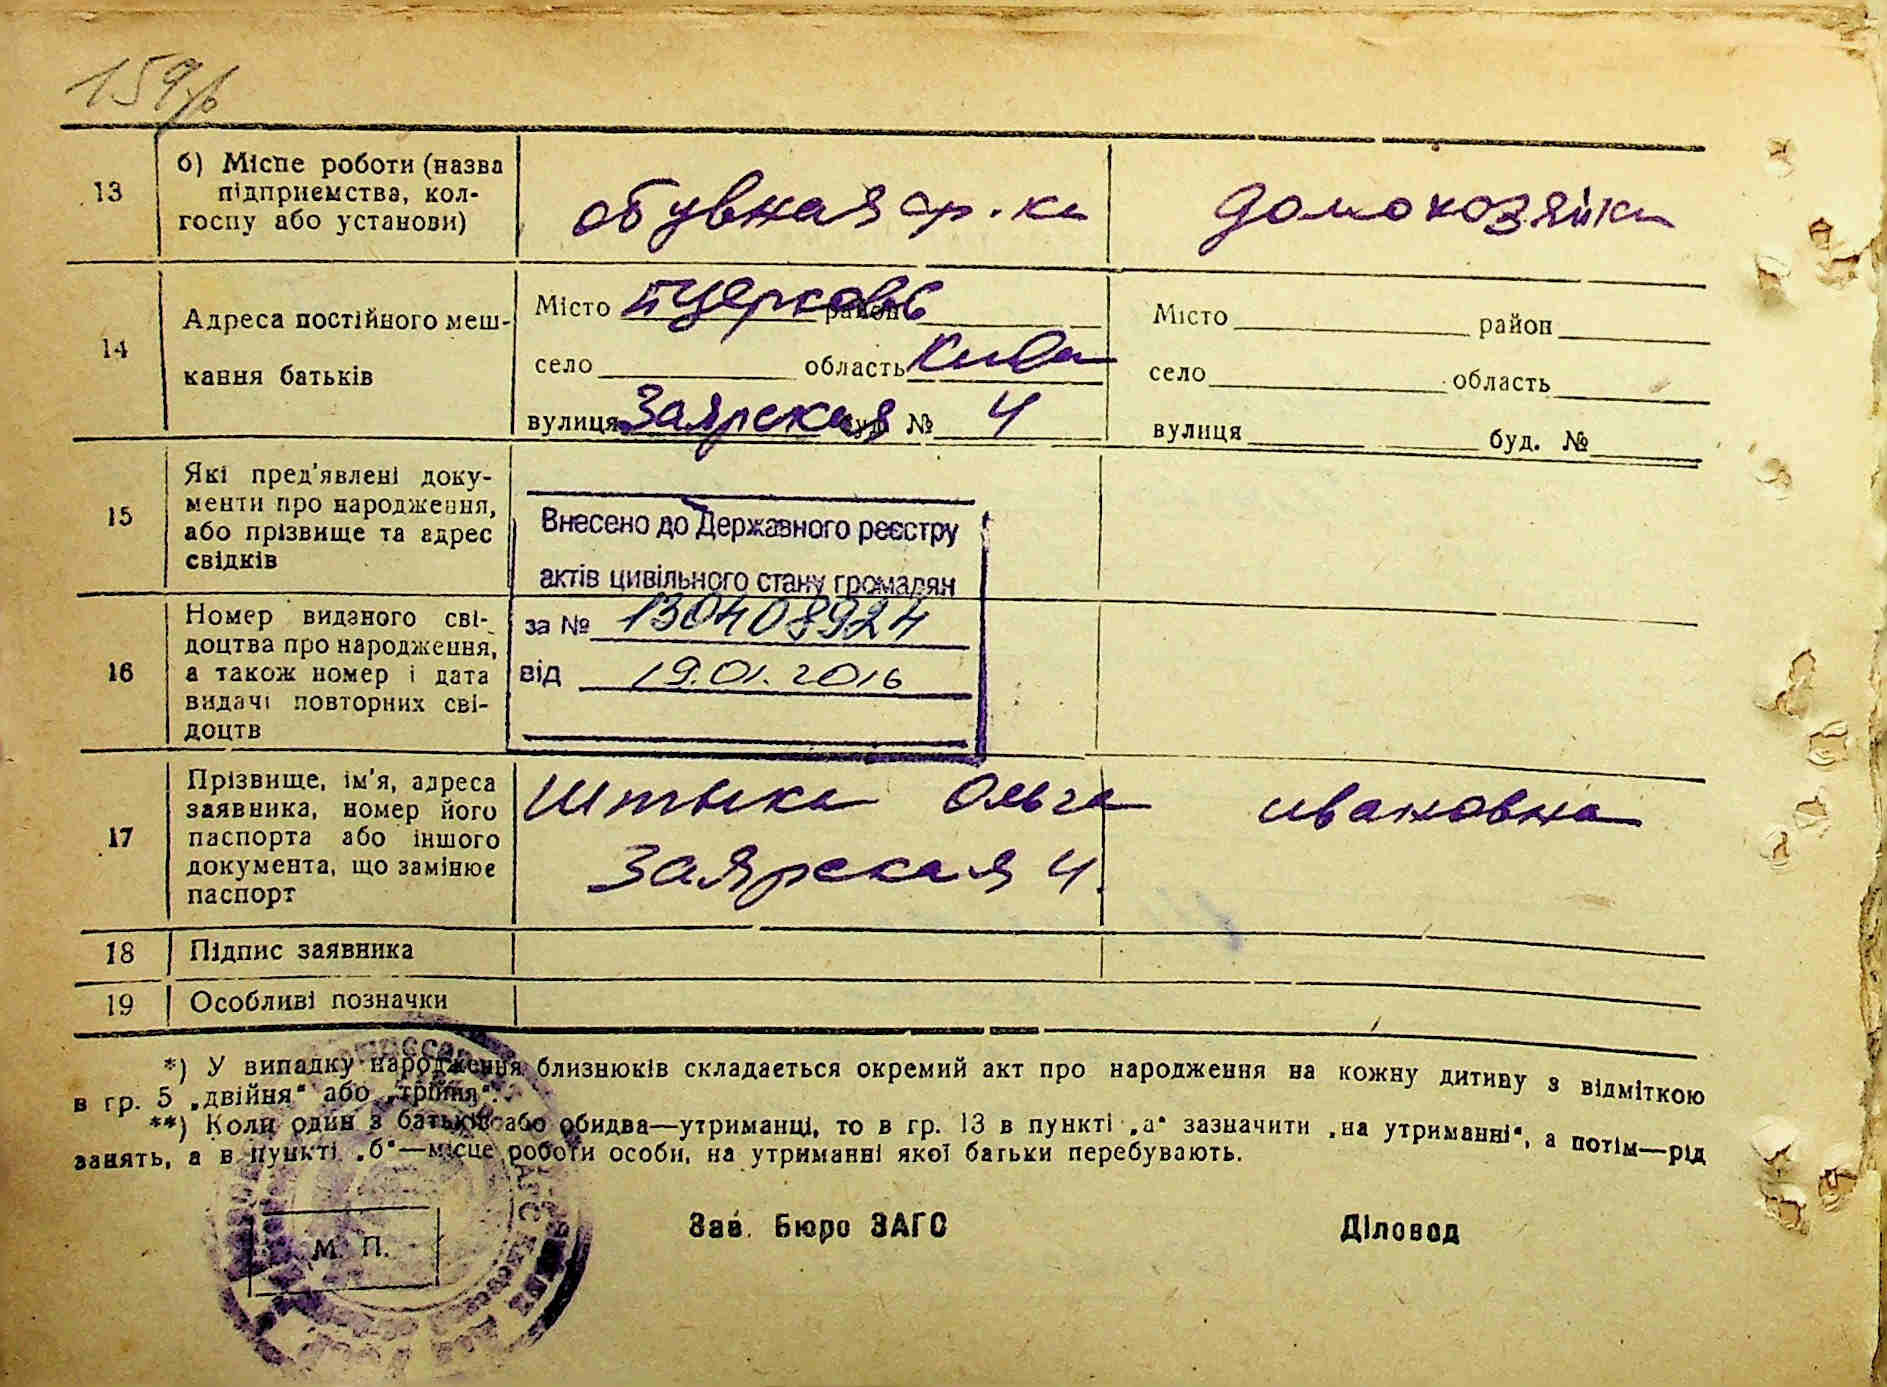 159
13
б) Місце роботи (назва
підприємства, кол-
госпу або установи)
обувная ф-ка
домохозяйка
14
Адреса постійного меш-
кання батьків
Місто Бцерковь район
село область Киев
вулиця Заярская буд. № 4
Місто район
село область
вулиця буд. №
15
Які пред'явлені доку-
менти про народження,
або прізвище та адрес
свідків
Внесено до Державного реєстру
актів цивільного стану громадян
за № 130408924
від 19.01.2016
16
Номер виданого сві-
доцтва про народження,
а також номер і дата
видачі повторних сві-
доцтв
17
Прізвище, ім'я, адреса
заявника, номер його
паспорта або іншого
документа, що замінює
паспорт
Штыка Ольга ивановна
Заярская 4.
18
Підпис заявника
19
Особливі позначки
*) У випадку народження близнюків складається окремий акт про народження на кожну дитину з відміткою
в гр. 5 „двійня“ або „трійня“.
**) Коли один з батьків або обидва—утриманці, то в гр. 13 в пункті „а“ зазначити „на утриманні“, а потім—рід
занять, а в пункті „б“—місце роботи особи, на утриманні якої батьки перебувають.
М. П.
Зав. Бюро ЗАГС
Діловод